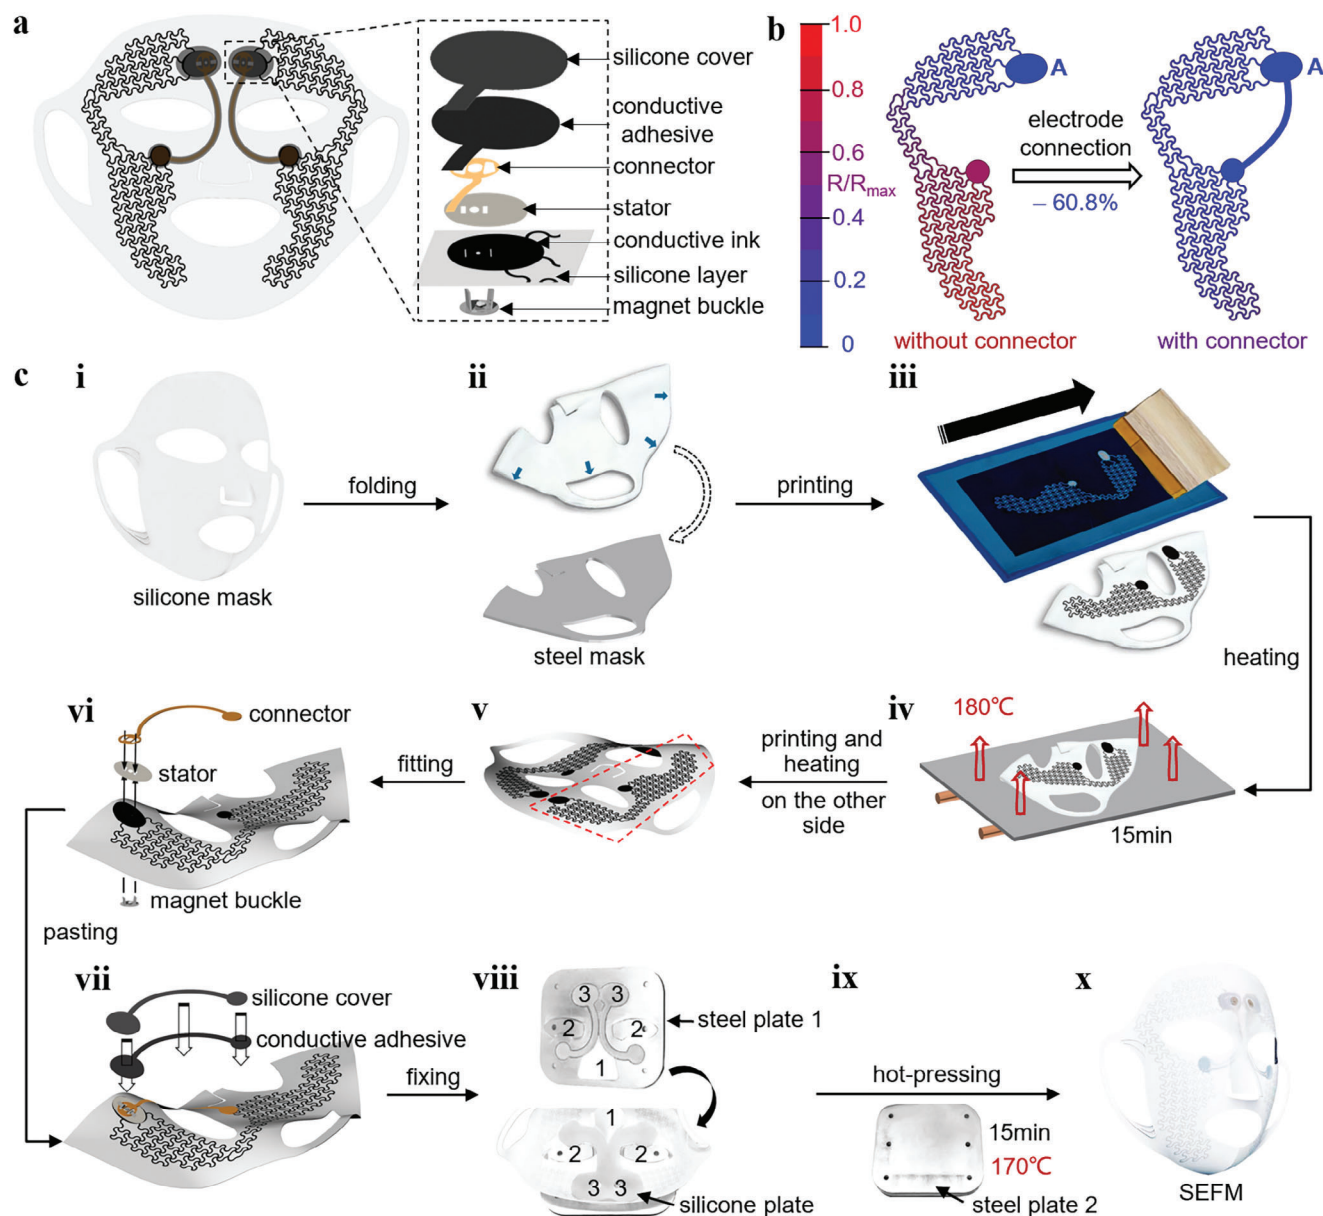 a
silicone cover
conductive
adhesive
connector
stator
conductive ink
silicone layer
magnet buckle
b
1.0
0.8
0.6
R/Rmax
0.4
0.2
0
A
electrode
connection
– 60.8%
A
without connector
with connector
c
i
silicone mask
folding
ii
steel mask
printing
iii
heating
iv
180℃
15min
printing and
heating
on the other
side
v
fitting
vi
connector
stator
magnet buckle
pasting
vii
silicone cover
conductive adhesive
fixing
viii
3 3
2 2
1
steel plate 1
1
2 2
3 3
silicone plate
ix
hot-pressing
15min
170℃
steel plate 2
x
SEFM